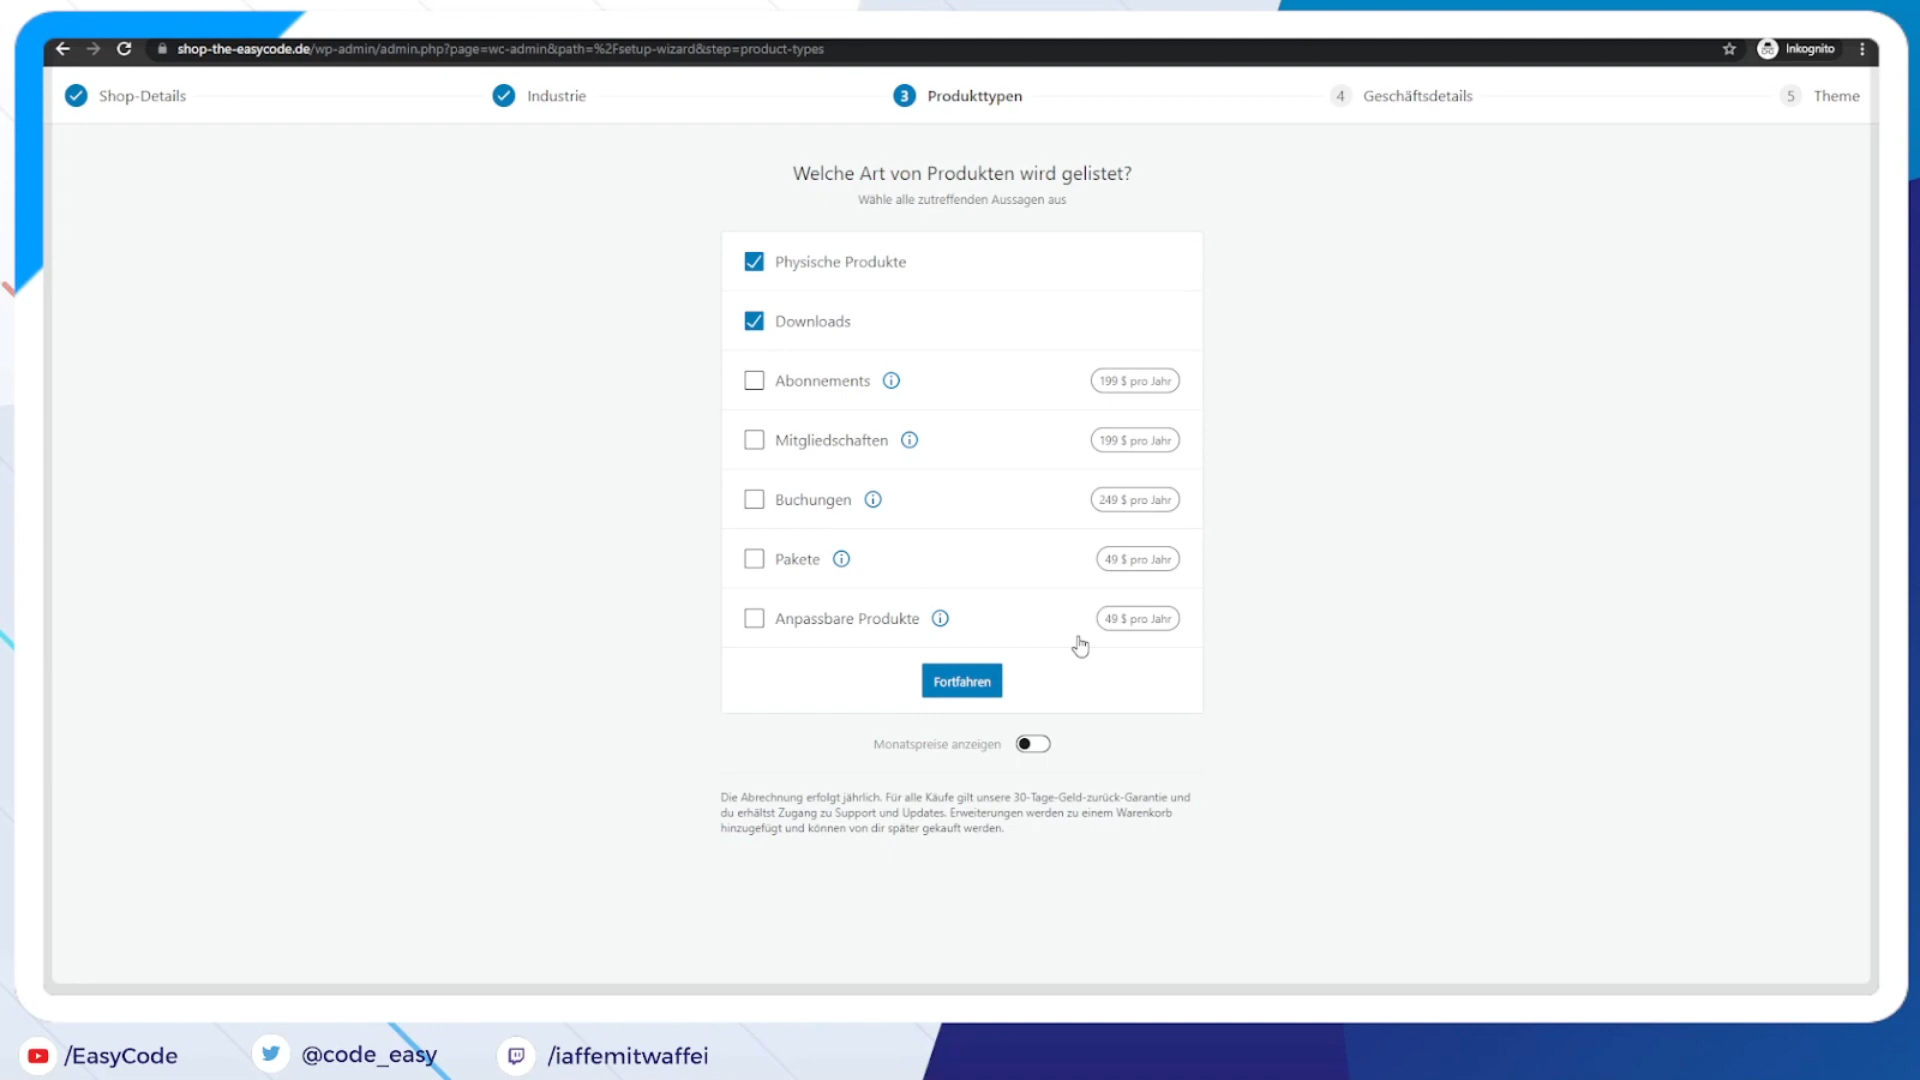 shop-the-easycode.de/wp-admin/admin.php?page=wc-admin&path=%2Fsetup-wizard&step=product-types
Inkognito
Shop-Details
Industrie
3 Produkttypen
4 Geschäftsdetails
5 Theme
Welche Art von Produkten wird gelistet?
Wähle alle zutreffenden Aussagen aus
Physische Produkte
Downloads
Abonnements 199 $ pro Jahr
Mitgliedschaften 199 $ pro Jahr
Buchungen 249 $ pro Jahr
Pakete 49 $ pro Jahr
Anpassbare Produkte 49 $ pro Jahr
Fortfahren
Monatspreise anzeigen
Die Abrechnung erfolgt jährlich. Für alle Käufe gilt unsere 30-Tage-Geld-zurück-Garantie und
du erhältst Zugang zu Support und Updates. Erweiterungen werden zu einem Warenkorb
hinzugefügt und können von dir später gekauft werden.
/EasyCode
@code_easy
/iaffemitwaffei